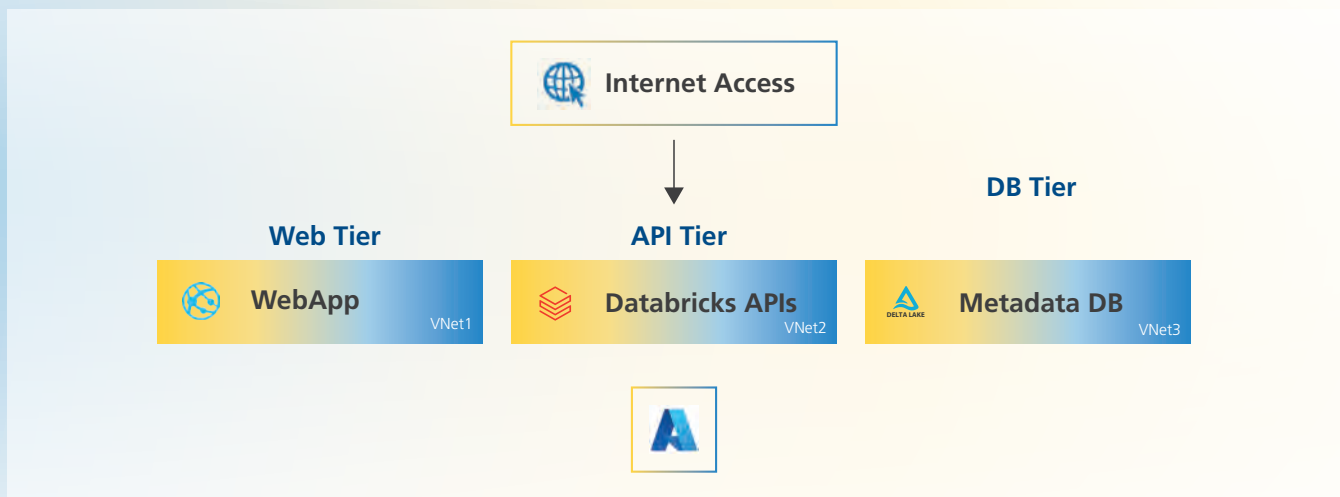 Internet Access
DB Tier
Web Tier
API Tier
WebApp
VNet1
Databricks APIs
VNet2
DELTA LAKE
Metadata DB
VNet3